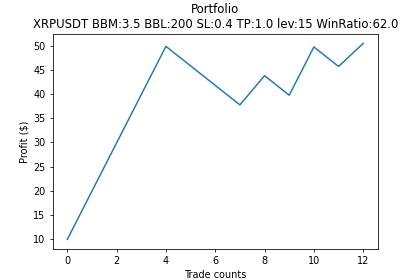 Portfolio
XRPUSDT BBM:3.5 BBL:200 SL:0.4 TP:1.0 lev:15 WinRatio:62.0
50
45
40
35
30
25
20
15
10
Profit ($)
0 2 4 6 8 10 12
Trade counts